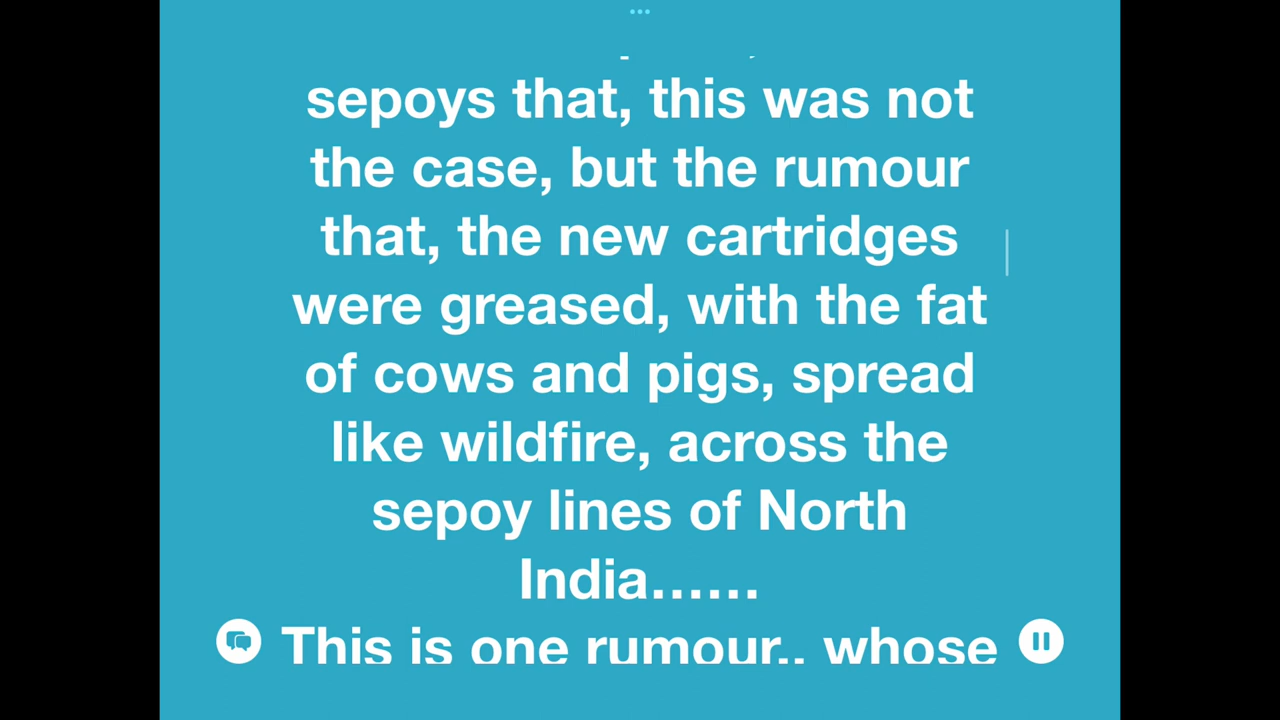 sepoys that, this was not
the case, but the rumour
that, the new cartridges
were greased, with the fat
of cows and pigs, spread
like wildfire, across the
sepoy lines of North
India......
This is one rumour.. whose